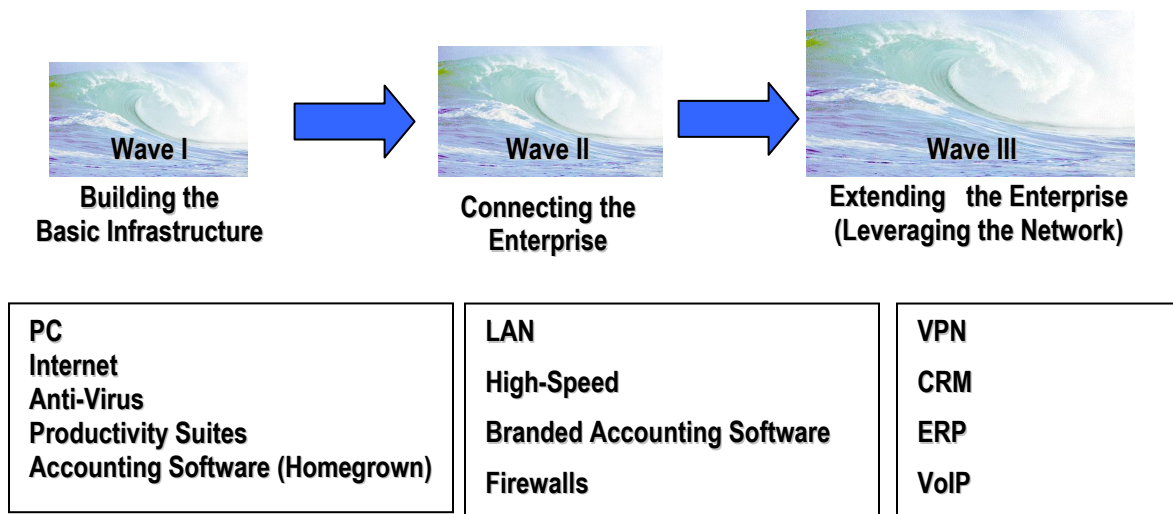 Wave I
Wave II
Wave III
Building the
Basic Infrastructure
Connecting the
Enterprise
Extending the Enterprise
(Leveraging the Network)
PC
Internet
Anti-Virus
Productivity Suites
Accounting Software (Homegrown)
LAN
High-Speed
Branded Accounting Software
Firewalls
VPN
CRM
ERP
VoIP